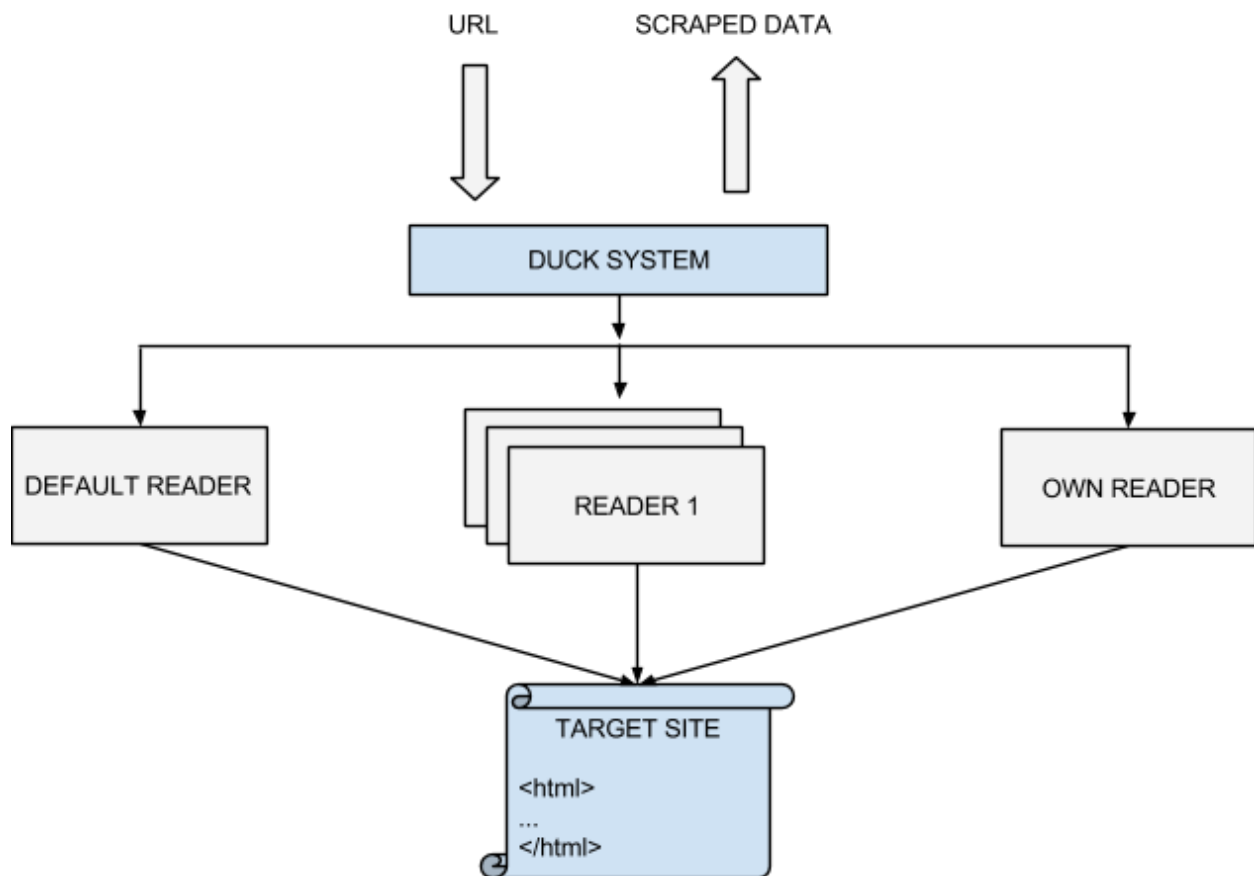 URL
SCRAPED DATA
DUCK SYSTEM
DEFAULT READER
READER 1
OWN READER
TARGET SITE
<html>
...
</html>